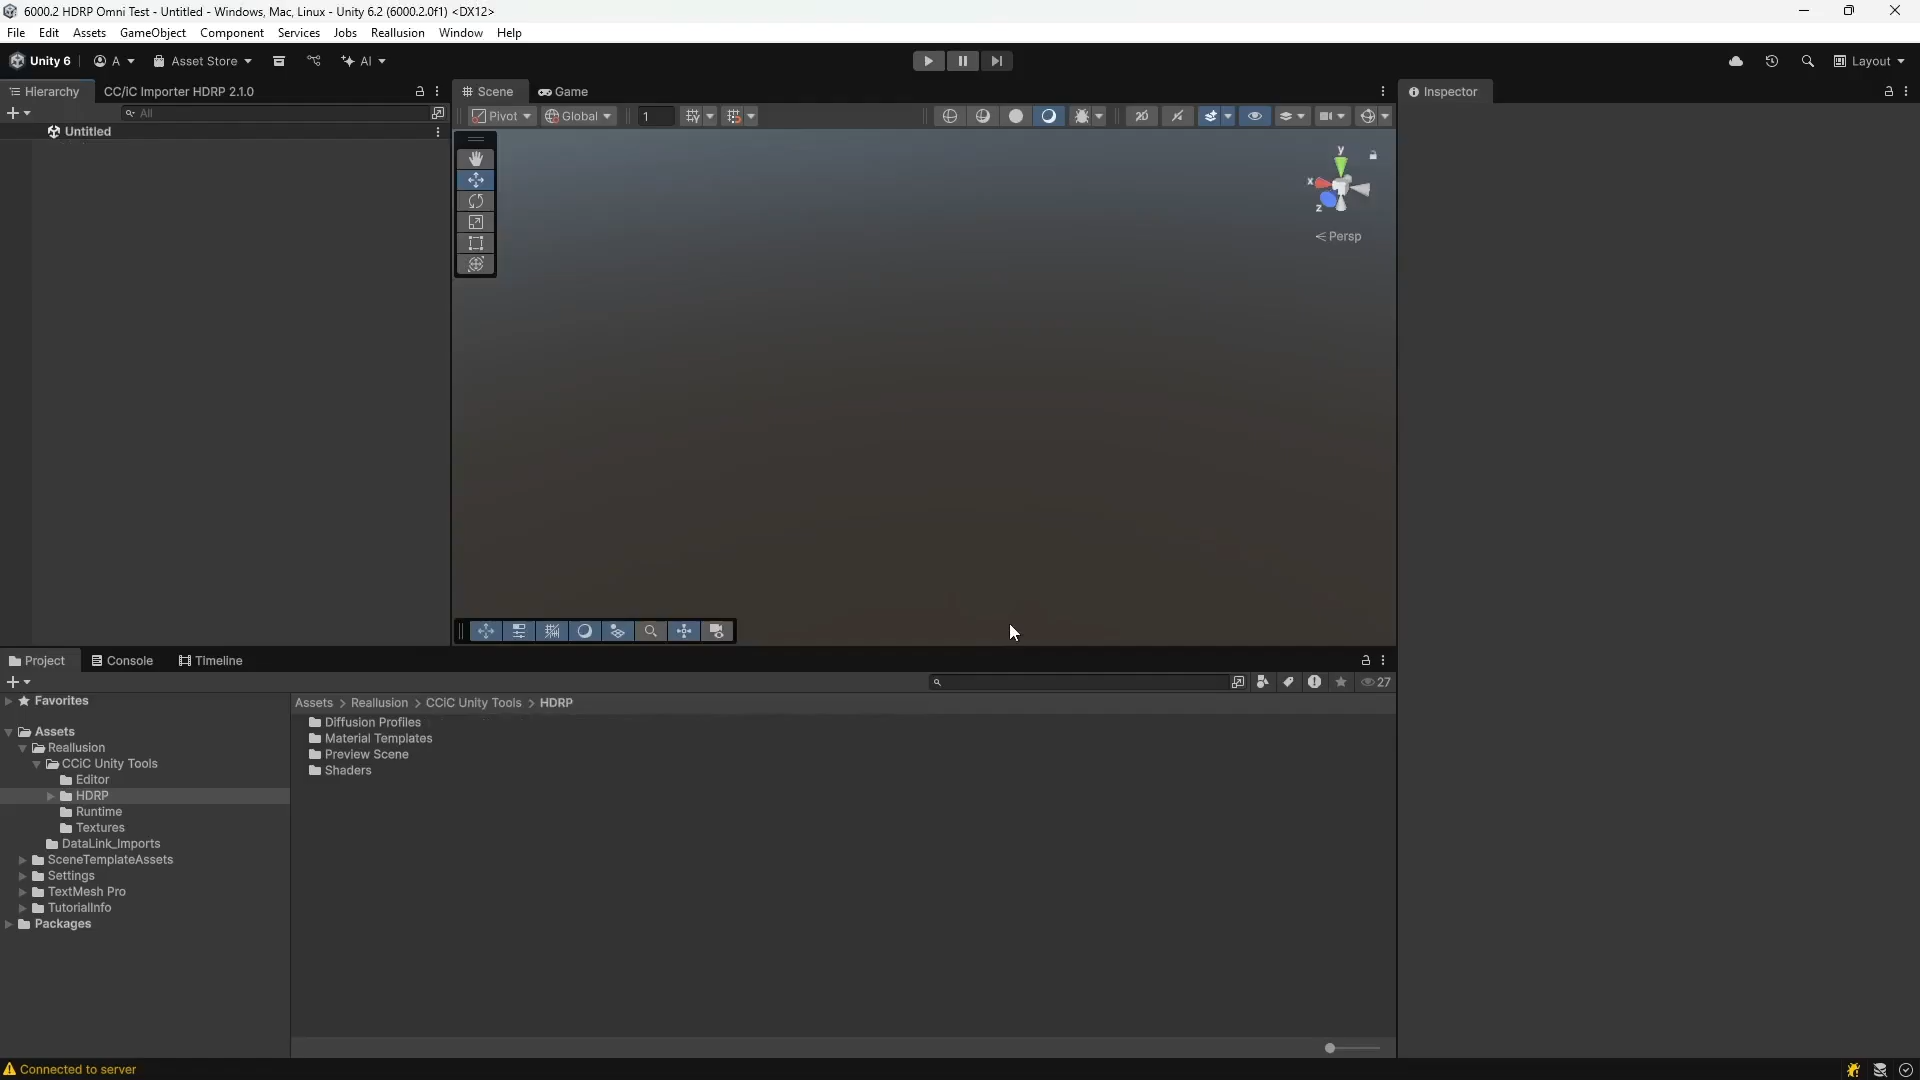 6000.2 HDRP Omni Test - Untitled - Windows, Mac, Linux - Unity 6.2 (6000.2.0f1) <DX12>
File Edit Assets GameObject Component Services Jobs Reallusion Window Help
Unity 6 A Asset Store AI Layout
Hierarchy CC/iC Importer HDRP 2.1.0 Scene Game Inspector
All Pivot Global 1 2D
Untitled
y
x
z
Persp
Project Console Timeline
27
Favorites
Assets > Reallusion > CCiC Unity Tools > HDRP
Diffusion Profiles
Material Templates
Preview Scene
Shaders
Assets
Reallusion
CCiC Unity Tools
Editor
HDRP
Runtime
Textures
DataLink_Imports
SceneTemplateAssets
Settings
TextMesh Pro
TutorialInfo
Packages
Connected to server